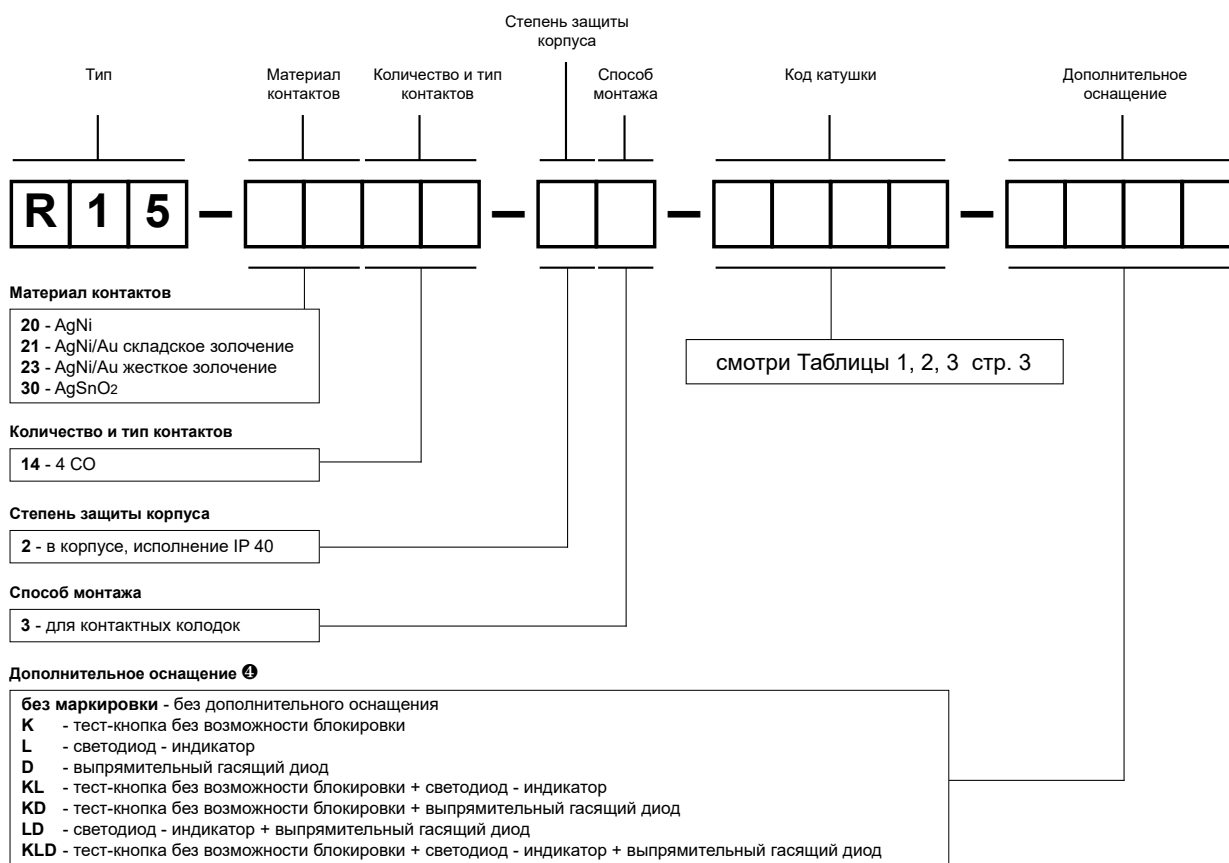 Степень защиты
корпуса
Тип
Материал
контактов
Количество и тип
контактов
Способ
монтажа
Код катушки
Дополнительное
оснащение
R 1 5 – – – –
Материал контактов
20 - AgNi
21 - AgNi/Au складское золочение
23 - AgNi/Au жесткое золочение
30 - AgSnO2
смотри Таблицы 1, 2, 3 стр. 3
Количество и тип контактов
14 - 4 CO
Степень защиты корпуса
2 - в корпусе, исполнение IP 40
Способ монтажа
3 - для контактных колодок
Дополнительное оснащение ❹
без маркировки - без дополнительного оснащения
K - тест-кнопка без возможности блокировки
L - светодиод - индикатор
D - выпрямительный гасящий диод
KL - тест-кнопка без возможности блокировки + светодиод - индикатор
KD - тест-кнопка без возможности блокировки + выпрямительный гасящий диод
LD - светодиод - индикатор + выпрямительный гасящий диод
KLD - тест-кнопка без возможности блокировки + светодиод - индикатор + выпрямительный гасящий диод